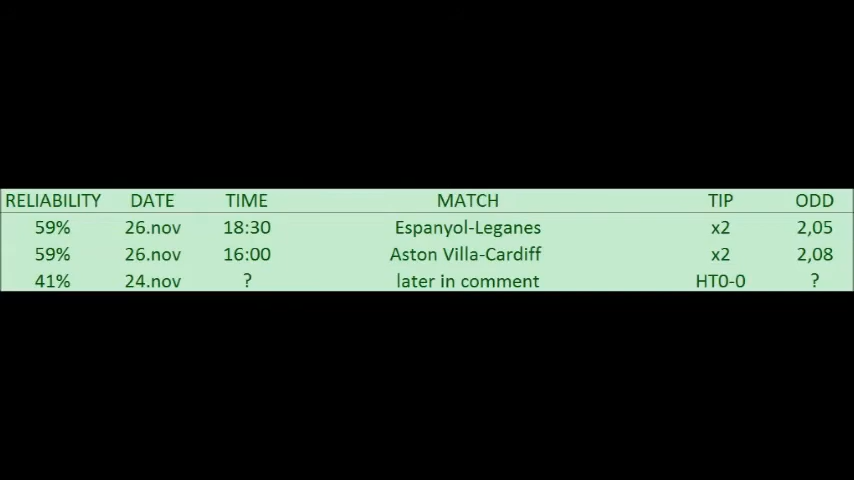 RELIABILITY DATE TIME MATCH TIP ODD
59% 26.nov 18:30 Espanyol-Leganes x2 2,05
59% 26.nov 16:00 Aston Villa-Cardiff x2 2,08
41% 24.nov ? later in comment HT0-0 ?